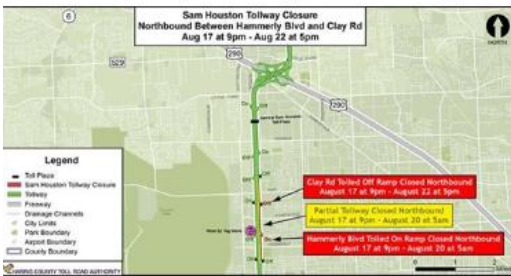 Sam Houston Tollway Closure
Northbound Between Hammerly Blvd and Clay Rd
Aug 17 at 9pm - Aug 22 at 5pm
6
NORTH
529
290
290
Clay Rd Tolled Off Ramp Closed Northbound
August 17 at 9pm - August 22 at 5pm
Partial Tollway Closed Northbound
August 17 at 9pm - August 20 at 5am
Hammerly Blvd Tolled On Ramp Closed Northbound
August 17 at 9pm - August 20 at 5am
Legend
Toll Plaza
Sam Houston Tollway Closure
Tollway
Freeway
Drainage Channels
City Limits
Park Boundary
Airport Boundary
County Boundary
HARRIS COUNTY TOLL ROAD AUTHORITY